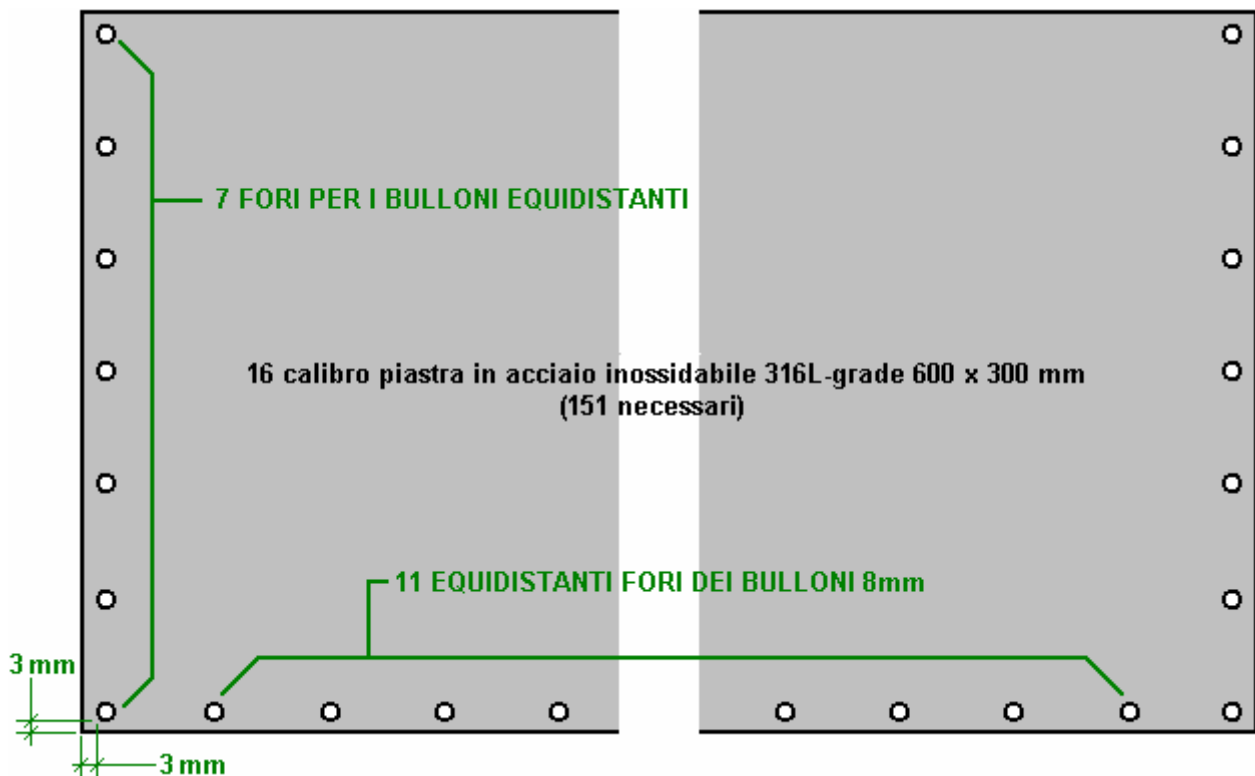 7 FORI PER I BULLONI EQUIDISTANTI
16 calibro piastra in acciaio inossidabile 316L-grade 600 x 300 mm
(151 necessari)
11 EQUIDISTANTI FORI DEI BULLONI 8mm
3 mm
3 mm